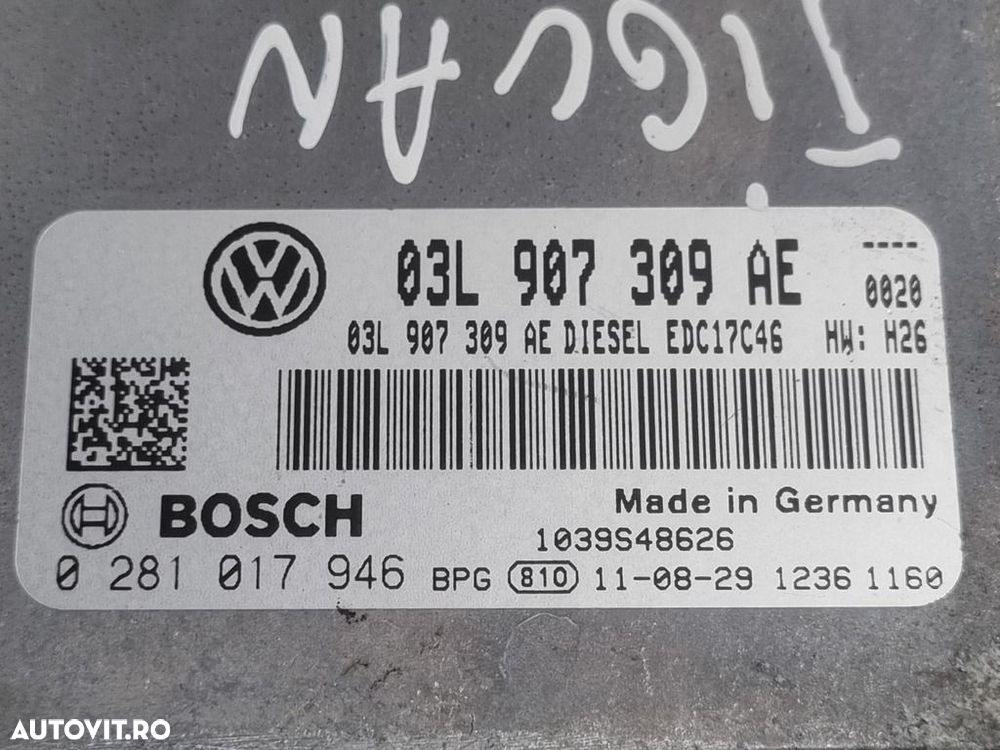 TIGUAN
03L 907 309 AE ----
0020
03L 907 309 AE DIESEL EDC17C46 HW: H26
BOSCH
Made in Germany
1039S48626
0 281 017 946 BPG 810 11-08-29 1236 1160
AUTOVIT.RO